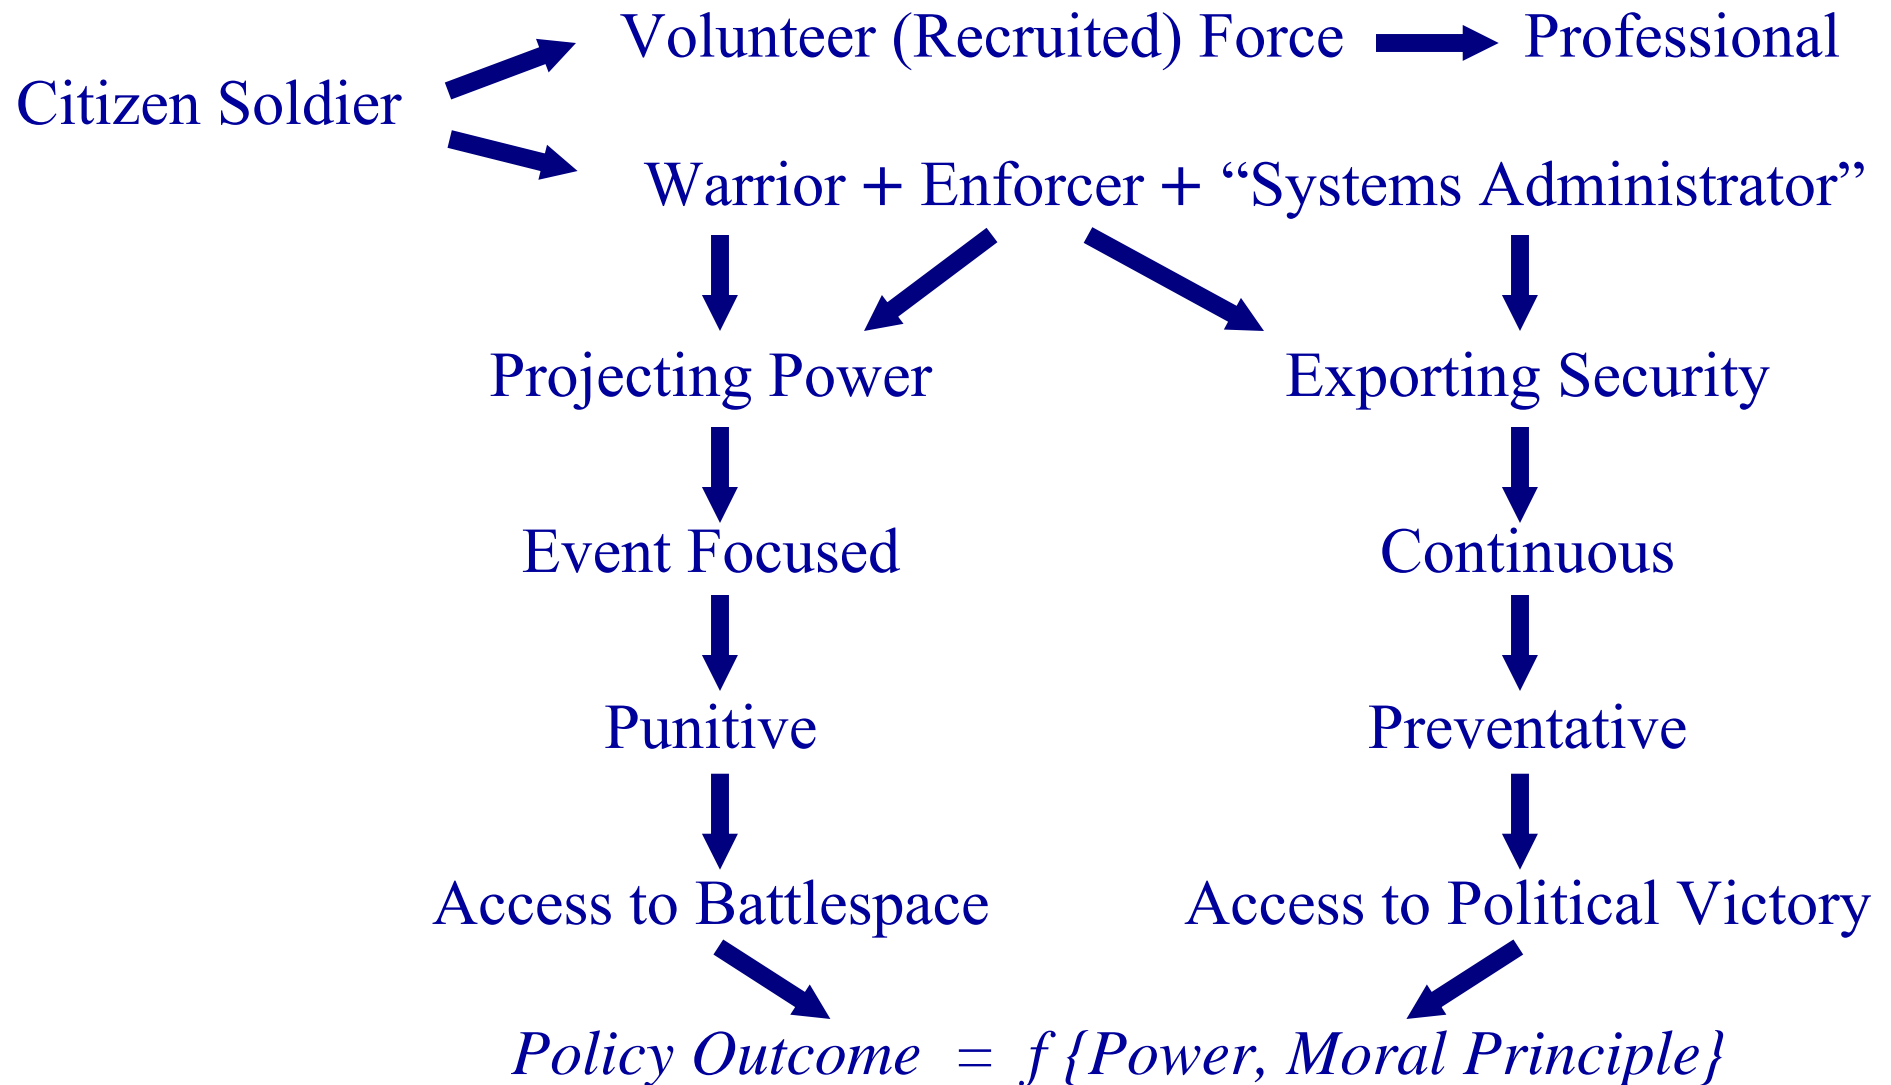 Volunteer (Recruited) Force Professional
Citizen Soldier
Warrior + Enforcer + “Systems Administrator”
Projecting Power Exporting Security
Event Focused Continuous
Punitive Preventative
Access to Battlespace Access to Political Victory
Policy Outcome = f {Power, Moral Principle}